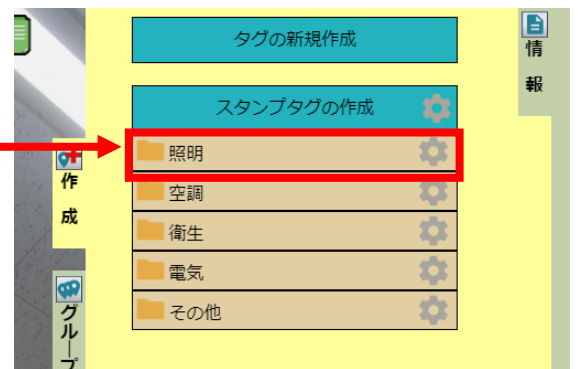 タグの新規作成
スタンプタグの作成
照明
空調
衛生
電気
その他
作成
グループ
情報